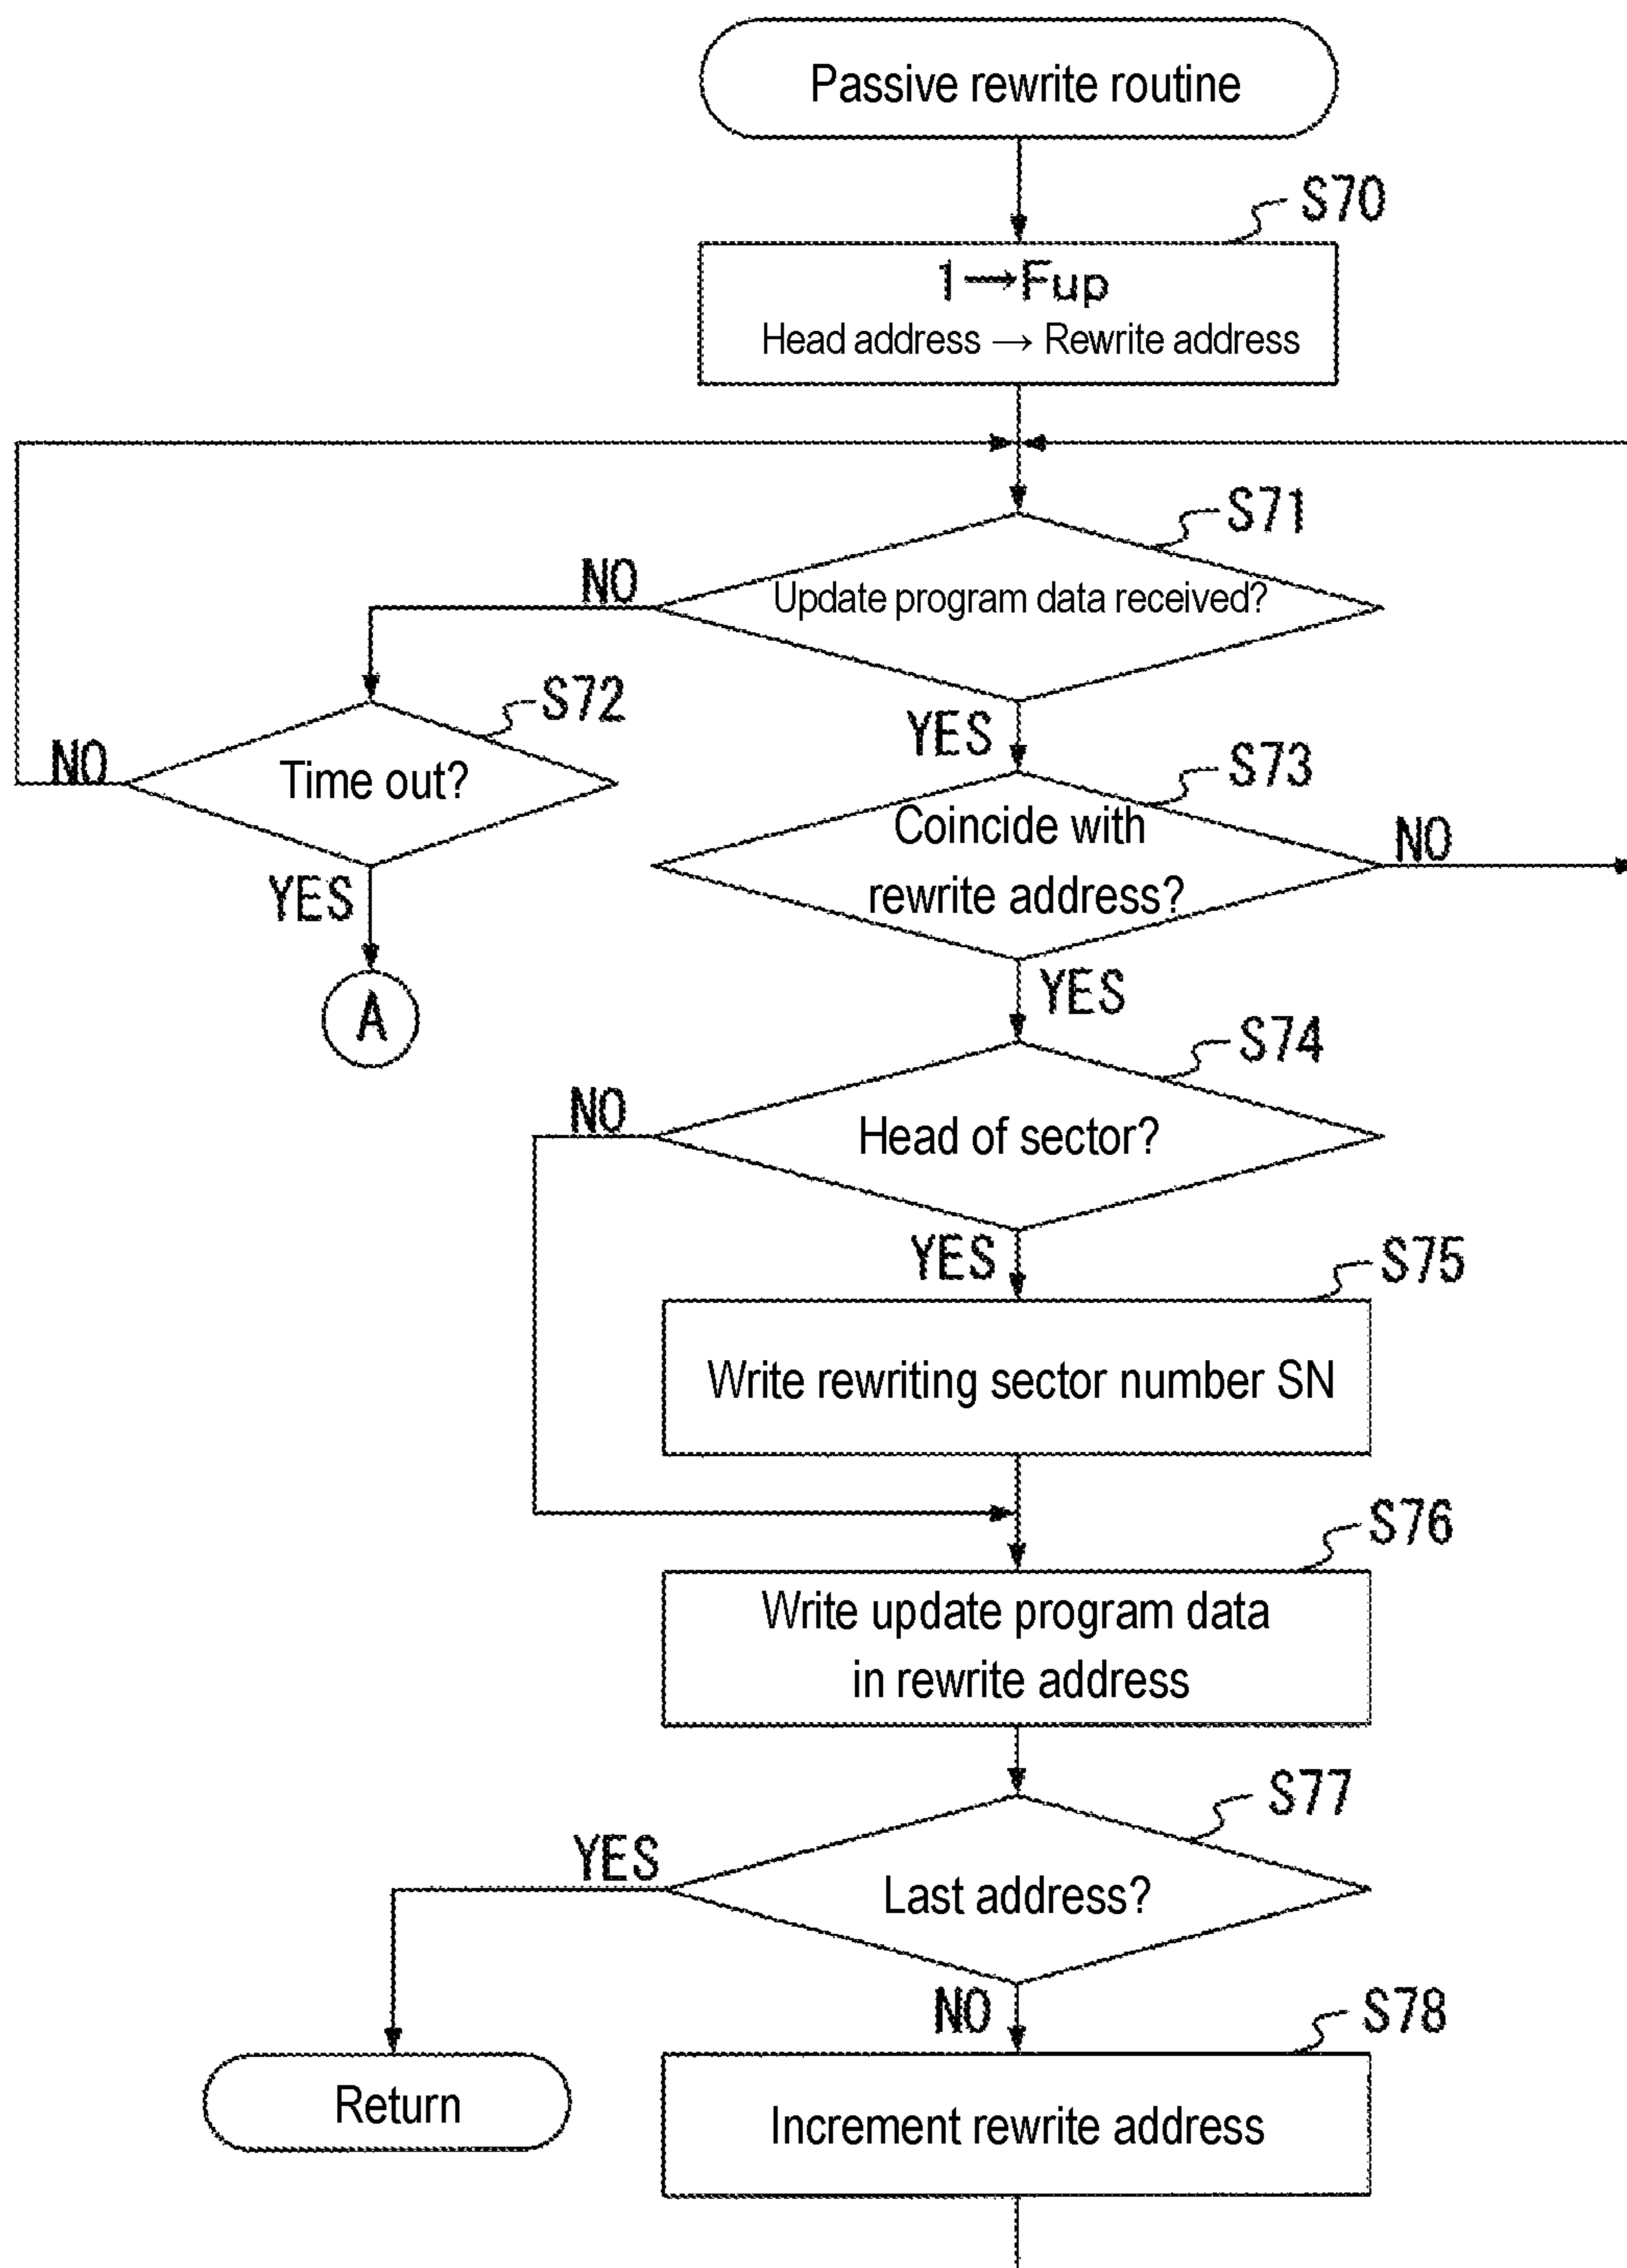 Passive rewrite routine
S70
1→Fup
Head address → Rewrite address
S71
NO
Update program data received?
S72
YES
NO
Time out?
S73
Coincide with
rewrite address?
NO
YES
A
YES
S74
NO
Head of sector?
YES
S75
Write rewriting sector number SN
S76
Write update program data
in rewrite address
S77
YES
Last address?
NO
S78
Return
Increment rewrite address